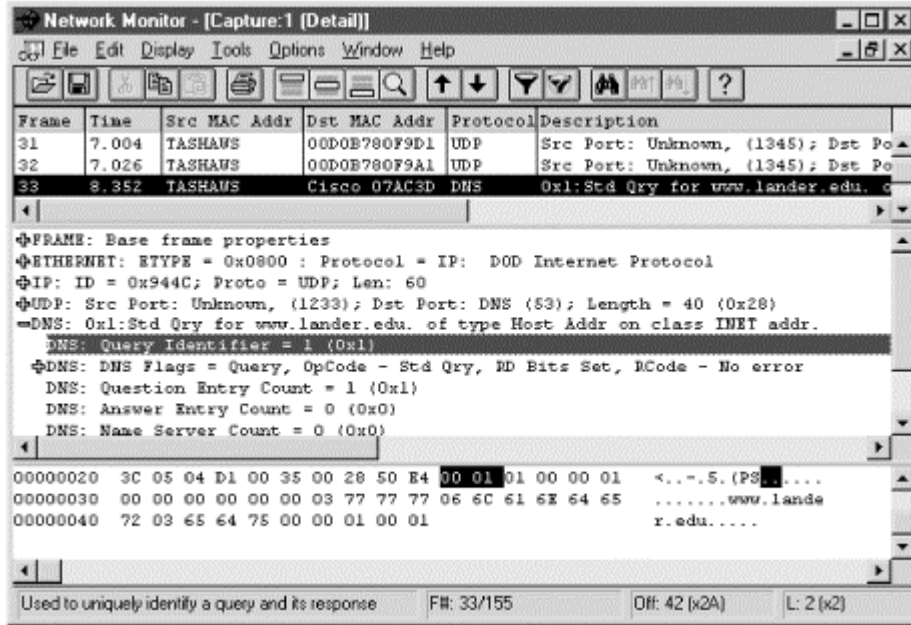 Network Monitor - [Capture:1 (Detail)]
File Edit Display Tools Options Window Help
Frame Time Src MAC Addr Dst MAC Addr Protocol Description
31 7.004 TASHAWS 00D0B780F9D1 UDP Src Port: Unknown, (1345); Dst Po
32 7.026 TASHAWS 00D0B780F9A1 UDP Src Port: Unknown, (1345); Dst Po
33 8.352 TASHAWS Cisco 07AC3D DNS 0x1:Std Qry for www.lander.edu. o
FRAME: Base frame properties
ETHERNET: ETYPE = 0x0800 : Protocol = IP: DOD Internet Protocol
IP: ID = 0x944C; Proto = UDP; Len: 60
UDP: Src Port: Unknown, (1233); Dst Port: DNS (53); Length = 40 (0x28)
DNS: 0x1:Std Qry for www.lander.edu. of type Host Addr on class INET addr.
DNS: Query Identifier = 1 (0x1)
DNS: DNS Flags = Query, OpCode - Std Qry, RD Bits Set, RCode - No error
DNS: Question Entry Count = 1 (0x1)
DNS: Answer Entry Count = 0 (0x0)
DNS: Name Server Count = 0 (0x0)
00000020 3C 05 04 D1 00 35 00 28 50 E4 00 01 01 00 00 01 <..-.5.(PS......
00000030 00 00 00 00 00 00 03 77 77 77 06 6C 61 6E 64 65 .......www.lande
00000040 72 03 65 64 75 00 00 01 00 01 r.edu.....
Used to uniquely identify a query and its response F#: 33/155 Off: 42 (x2A) L: 2 (x2)